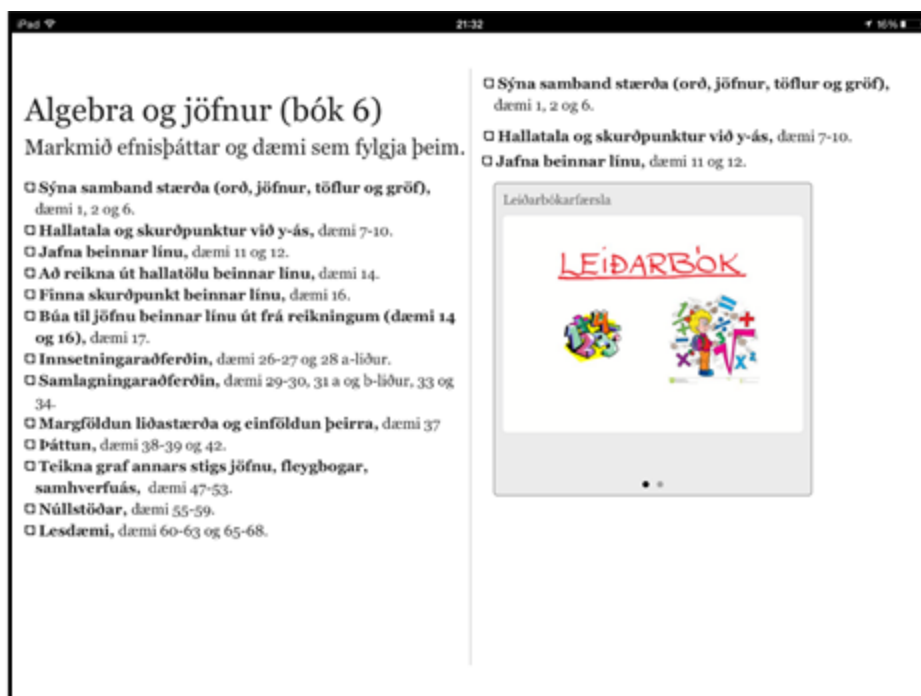 iPad
21:32
16%
Algebra og jöfnur (bók 6)
Markmið efnisþáttar og dæmi sem fylgja þeim.
Sýna samband stærða (orð, jöfnur, töflur og gröf),
dæmi 1, 2 og 6.
Hallatala og skurðpunktur við y-ás, dæmi 7-10.
Jafna beinnar línu, dæmi 11 og 12.
Að reikna út hallatölu beinnar línu, dæmi 14.
Finna skurðpunkt beinnar línu, dæmi 16.
Búa til jöfnu beinnar línu út frá reikningum (dæmi 14
og 16), dæmi 17.
Innsetningaraðferðin, dæmi 26-27 og 28 a-liður.
Samlagningaraðferðin, dæmi 29-30, 31 a og b-liður, 33 og
34.
Margföldun liðastærða og einföldun þeirra, dæmi 37
Þáttun, dæmi 38-39 og 42.
Teikna graf annars stigs jöfnu, fleygbogar,
samhverfuás, dæmi 47-53.
Núllstöðar, dæmi 55-59.
Lesdæmi, dæmi 60-63 og 65-68.
Sýna samband stærða (orð, jöfnur, töflur og gröf),
dæmi 1, 2 og 6.
Hallatala og skurðpunktur við y-ás, dæmi 7-10.
Jafna beinnar línu, dæmi 11 og 12.
Leiðarbókarfærsla
LEIÐARBÓK